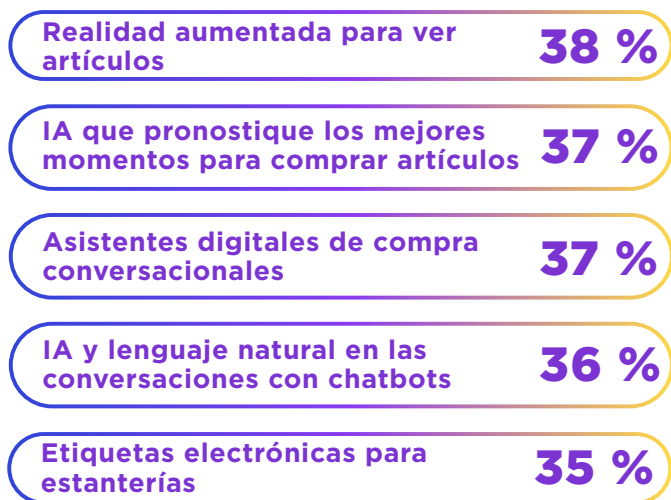 Realidad aumentada para ver
artículos
38 %
IA que pronostique los mejores
momentos para comprar artículos
37 %
Asistentes digitales de compra
conversacionales
37 %
IA y lenguaje natural en las
conversaciones con chatbots
36 %
Etiquetas electrónicas para
estanterías
35 %